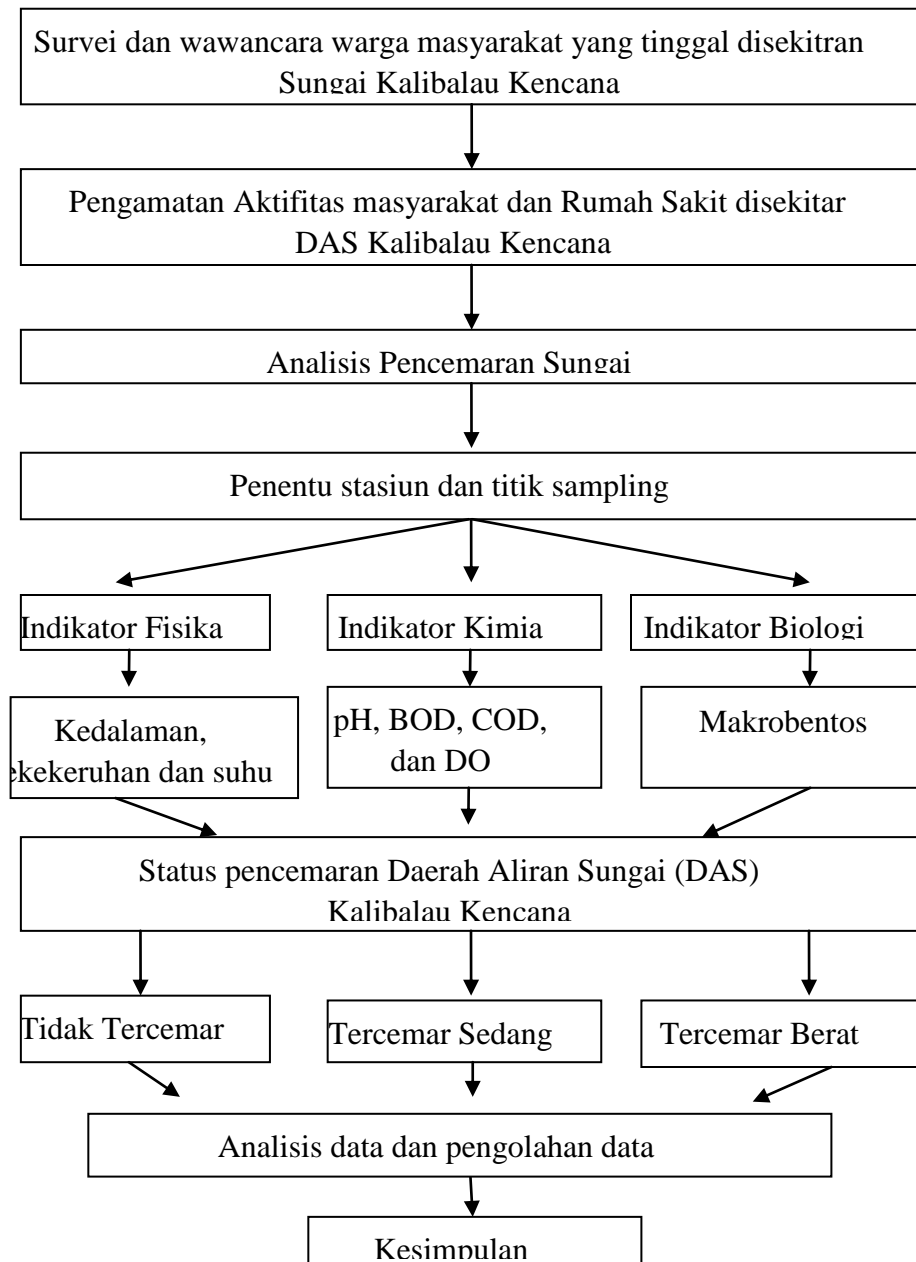 Survei dan wawancara warga masyarakat yang tinggal disekitran
Sungai Kalibalau Kencana
Pengamatan Aktifitas masyarakat dan Rumah Sakit disekitar
DAS Kalibalau Kencana
Analisis Pencemaran Sungai
Penentu stasiun dan titik sampling
Indikator Fisika
Indikator Kimia
Indikator Biologi
Kedalaman,
ekekeruhan dan suhu
pH, BOD, COD,
dan DO
Makrobentos
Status pencemaran Daerah Aliran Sungai (DAS)
Kalibalau Kencana
Tidak Tercemar
Tercemar Sedang
Tercemar Berat
Analisis data dan pengolahan data
Kesimpulan